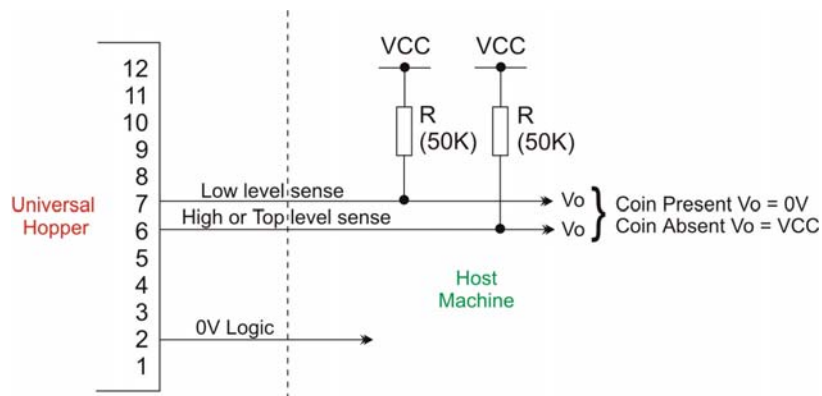 VCC
VCC
12
11
10
9
8
7
6
5
4
3
2
1
R
(50K)
R
(50K)
Low level sense
High or Top level sense
0V Logic
Universal
Hopper
Vo
Vo
}
Coin Present Vo = 0V
Coin Absent Vo = VCC
Host
Machine